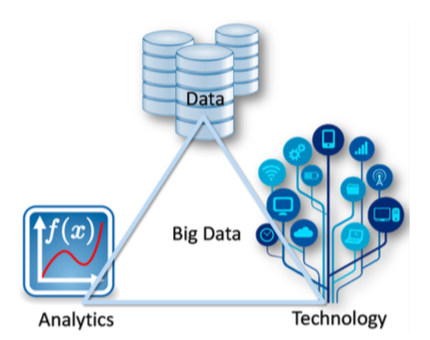 Data
f(x)
Big Data
Analytics
Technology